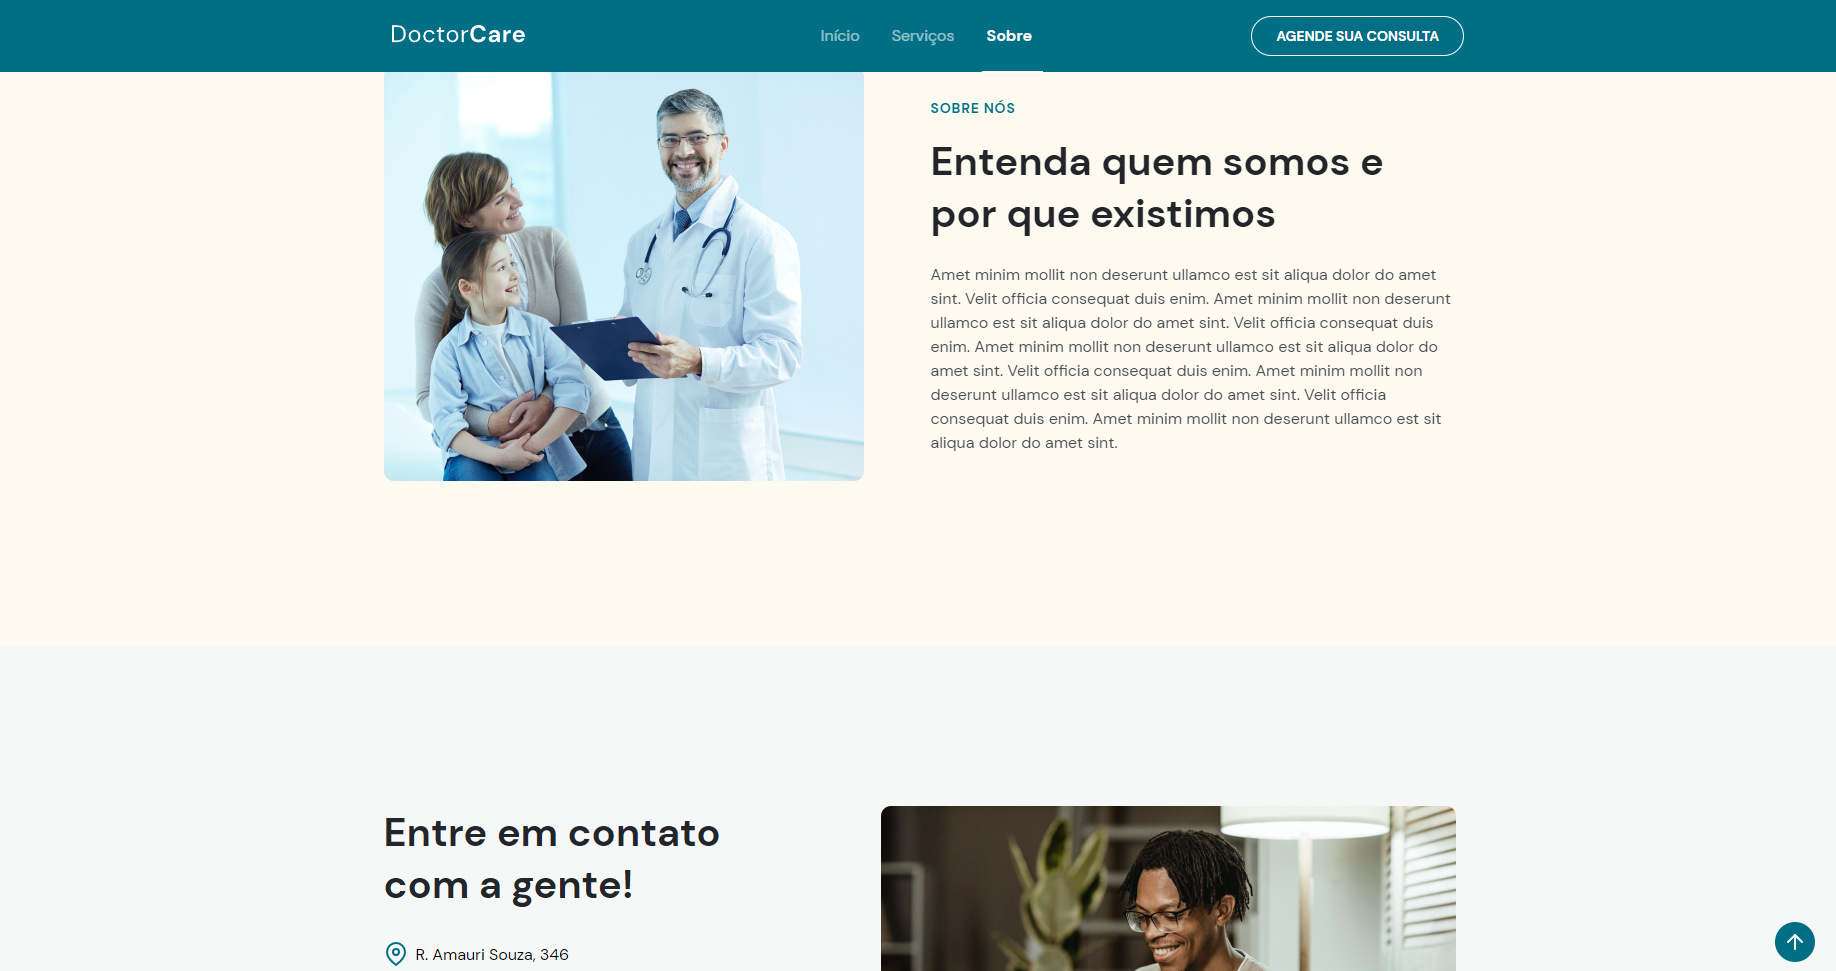 DoctorCare
Início
Serviços
Sobre
AGENDE SUA CONSULTA
SOBRE NÓS
Entenda quem somos e
por que existimos
Amet minim mollit non deserunt ullamco est sit aliqua dolor do amet
sint. Velit officia consequat duis enim. Amet minim mollit non deserunt
ullamco est sit aliqua dolor do amet sint. Velit officia consequat duis
enim. Amet minim mollit non deserunt ullamco est sit aliqua dolor do
amet sint. Velit officia consequat duis enim. Amet minim mollit non
deserunt ullamco est sit aliqua dolor do amet sint. Velit officia
consequat duis enim. Amet minim mollit non deserunt ullamco est sit
aliqua dolor do amet sint.
Entre em contato
com a gente!
R. Amauri Souza, 346